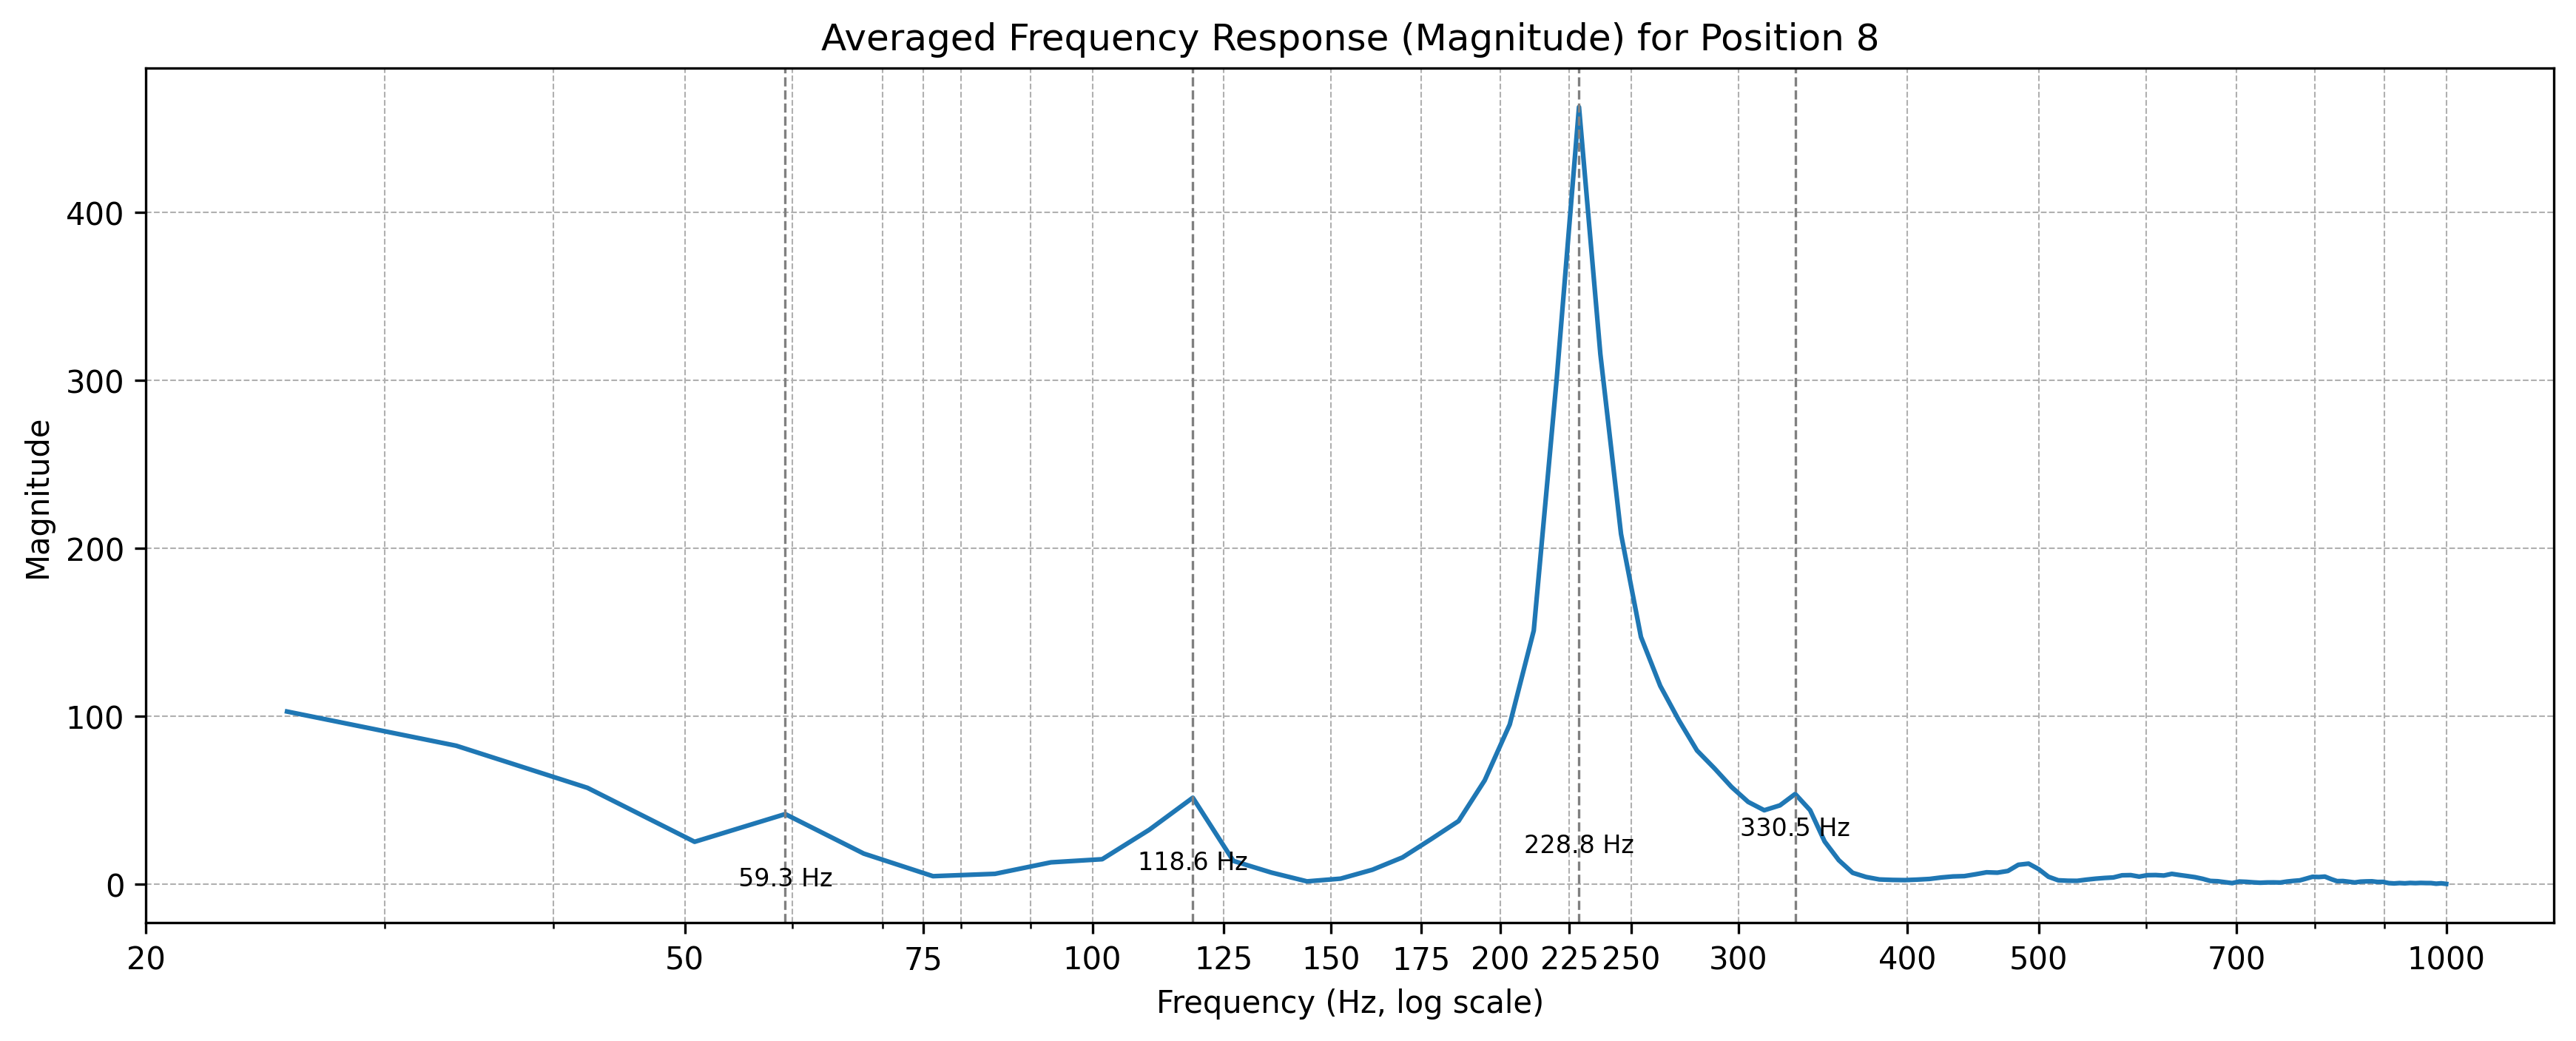 Averaged Frequency Response (Magnitude) for Position 8
Magnitude
400
300
200
100
0
330.5 Hz
228.8 Hz
118.6 Hz
59.3 Hz
20 50 75 100 125 150 175 200 225 250 300 400 500 700 1000
Frequency (Hz, log scale)